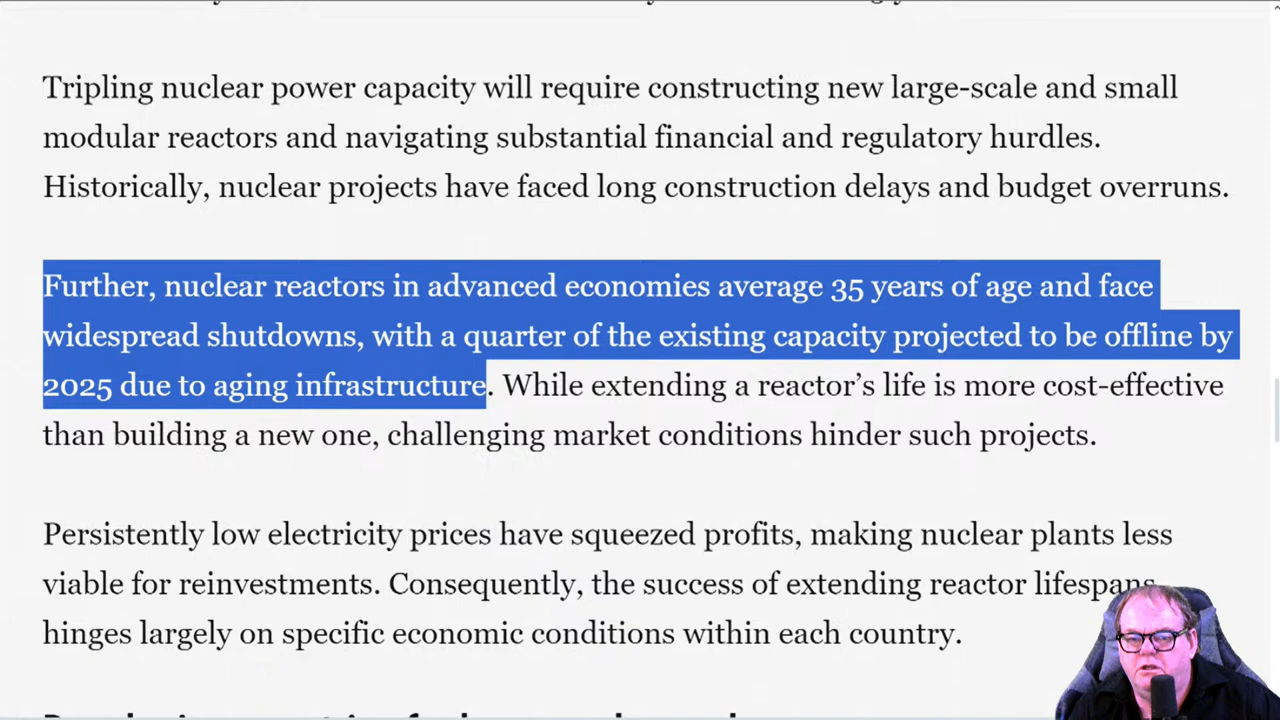 Tripling nuclear power capacity will require constructing new large-scale and small
modular reactors and navigating substantial financial and regulatory hurdles.
Historically, nuclear projects have faced long construction delays and budget overruns.
Further, nuclear reactors in advanced economies average 35 years of age and face
widespread shutdowns, with a quarter of the existing capacity projected to be offline by
2025 due to aging infrastructure. While extending a reactor’s life is more cost-effective
than building a new one, challenging market conditions hinder such projects.
Persistently low electricity prices have squeezed profits, making nuclear plants less
viable for reinvestments. Consequently, the success of extending reactor lifespans
hinges largely on specific economic conditions within each country.